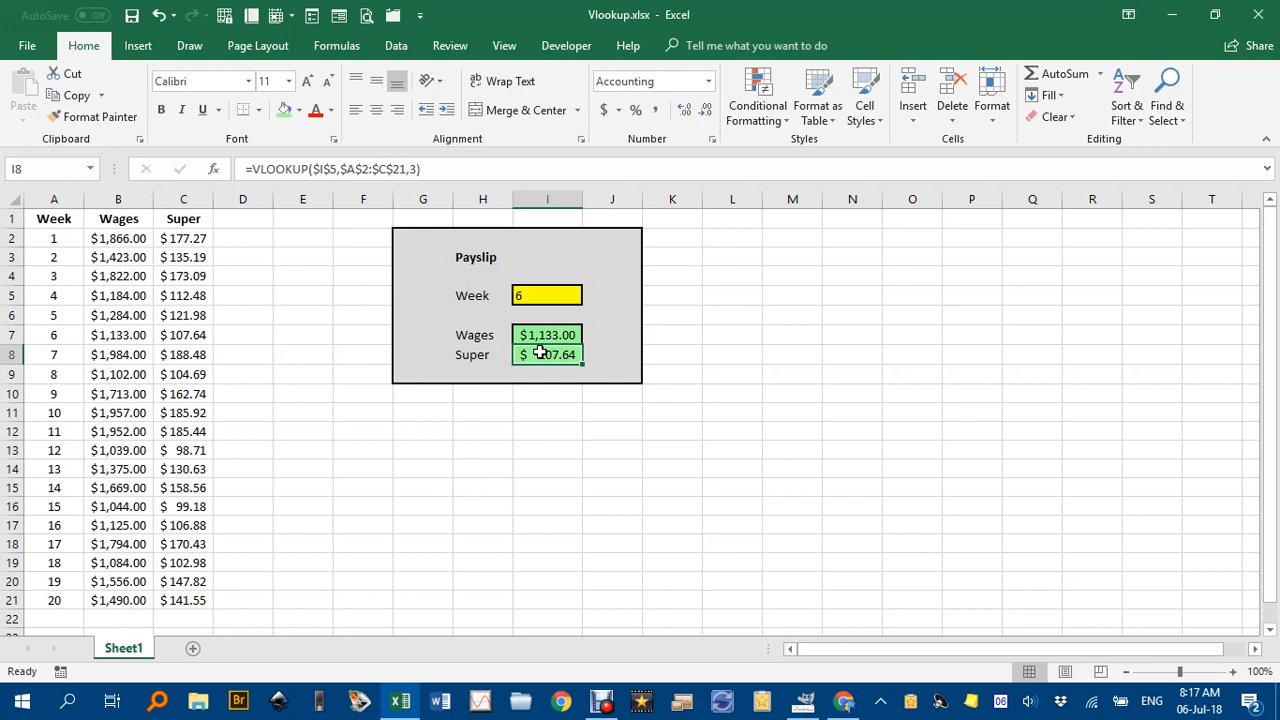 AutoSave Off
Vlookup.xlsx - Excel
File Home Insert Draw Page Layout Formulas Data Review View Developer Help Tell me what you want to do Share
Paste
Cut
Copy
Format Painter
Clipboard
Calibri 11
B I U
Font
Wrap Text
Merge & Center
Alignment
Accounting
$ % ,
Number
Conditional Formatting
Format as Table
Cell Styles
Styles
Insert Delete Format
Cells
AutoSum
Fill
Clear
Sort & Filter
Find & Select
Editing
I8 fx =VLOOKUP($I$5,$A$2:$C$21,3)
A B C D E F G H I J K L M N O P Q R S T
1 Week Wages Super
2 1 $1,866.00 $177.27
3 2 $1,423.00 $135.19 Payslip
4 3 $1,822.00 $173.09
5 4 $1,184.00 $112.48 Week 6
6 5 $1,284.00 $121.98
7 6 $1,133.00 $107.64 Wages $1,133.00
8 7 $1,984.00 $188.48 Super $ 107.64
9 8 $1,102.00 $104.69
10 9 $1,713.00 $162.74
11 10 $1,957.00 $185.92
12 11 $1,952.00 $185.44
13 12 $1,039.00 $ 98.71
14 13 $1,375.00 $130.63
15 14 $1,669.00 $158.56
16 15 $1,044.00 $ 99.18
17 16 $1,125.00 $106.88
18 17 $1,794.00 $170.43
19 18 $1,084.00 $102.98
20 19 $1,556.00 $147.82
21 20 $1,490.00 $141.55
22
Sheet1
Ready 100%
Br 06 ENG 8:17 AM
06-Jul-18 2